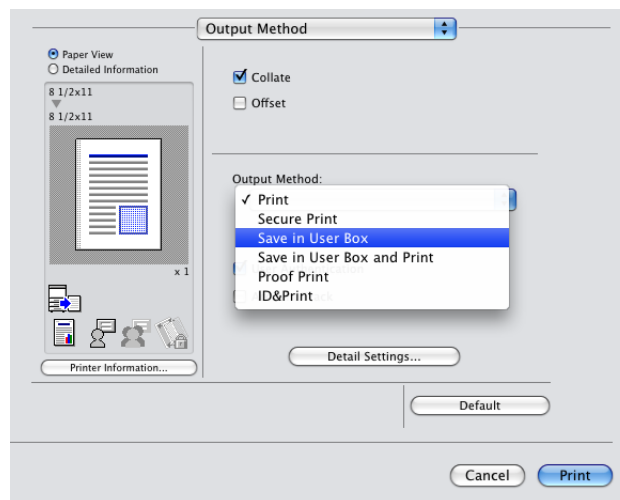 Output Method
Paper View
Detailed Information
8 1/2x11
8 1/2x11
x 1
Printer Information...
Collate
Offset
Output Method:
✓ Print
Secure Print
Save in User Box
Save in User Box and Print
Proof Print
ID&Print
Detail Settings...
Default
Cancel
Print